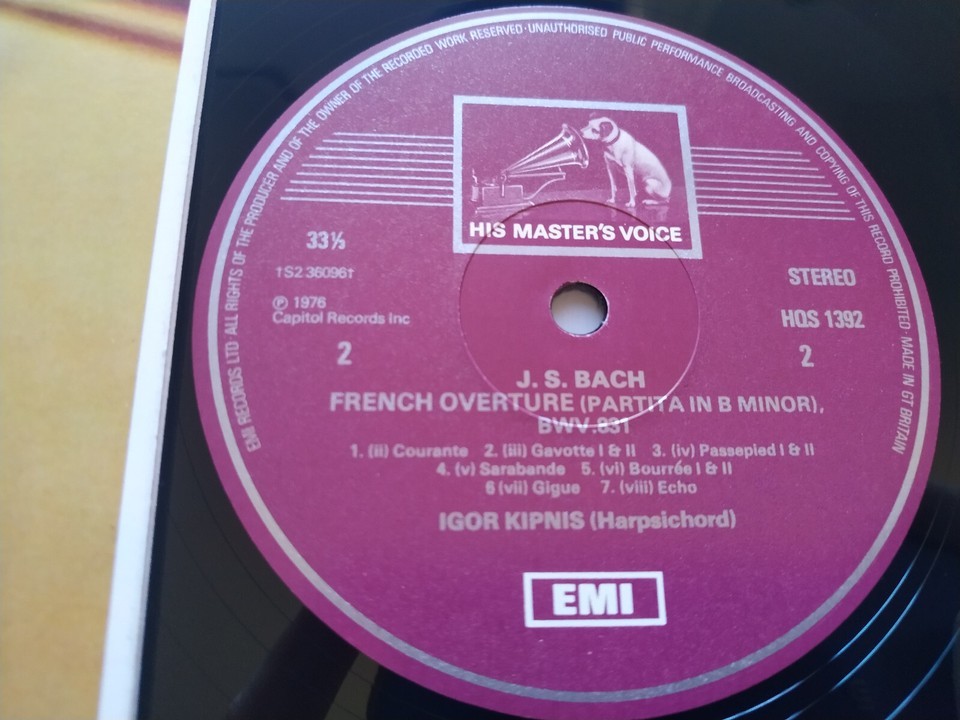 EMI RECORDS LTD · ALL RIGHTS OF THE PRODUCER AND OF THE OWNER OF THE RECORDED WORK RESERVED · UNAUTHORISED PUBLIC PERFORMANCE BROADCASTING AND COPYING OF THIS RECORD PROHIBITED · MADE IN GT BRITAIN
HIS MASTER'S VOICE
33⅓
†S2 36096†
℗ 1976
Capitol Records Inc
2
STEREO
HQS 1392
2
J. S. BACH
FRENCH OVERTURE (PARTITA IN B MINOR),
BWV.831
1. (ii) Courante 2. (iii) Gavotte I & II 3. (iv) Passepied I & II
4. (v) Sarabande 5. (vi) Bourrée I & II
6 (vii) Gigue 7. (viii) Echo
IGOR KIPNIS (Harpsichord)
EMI